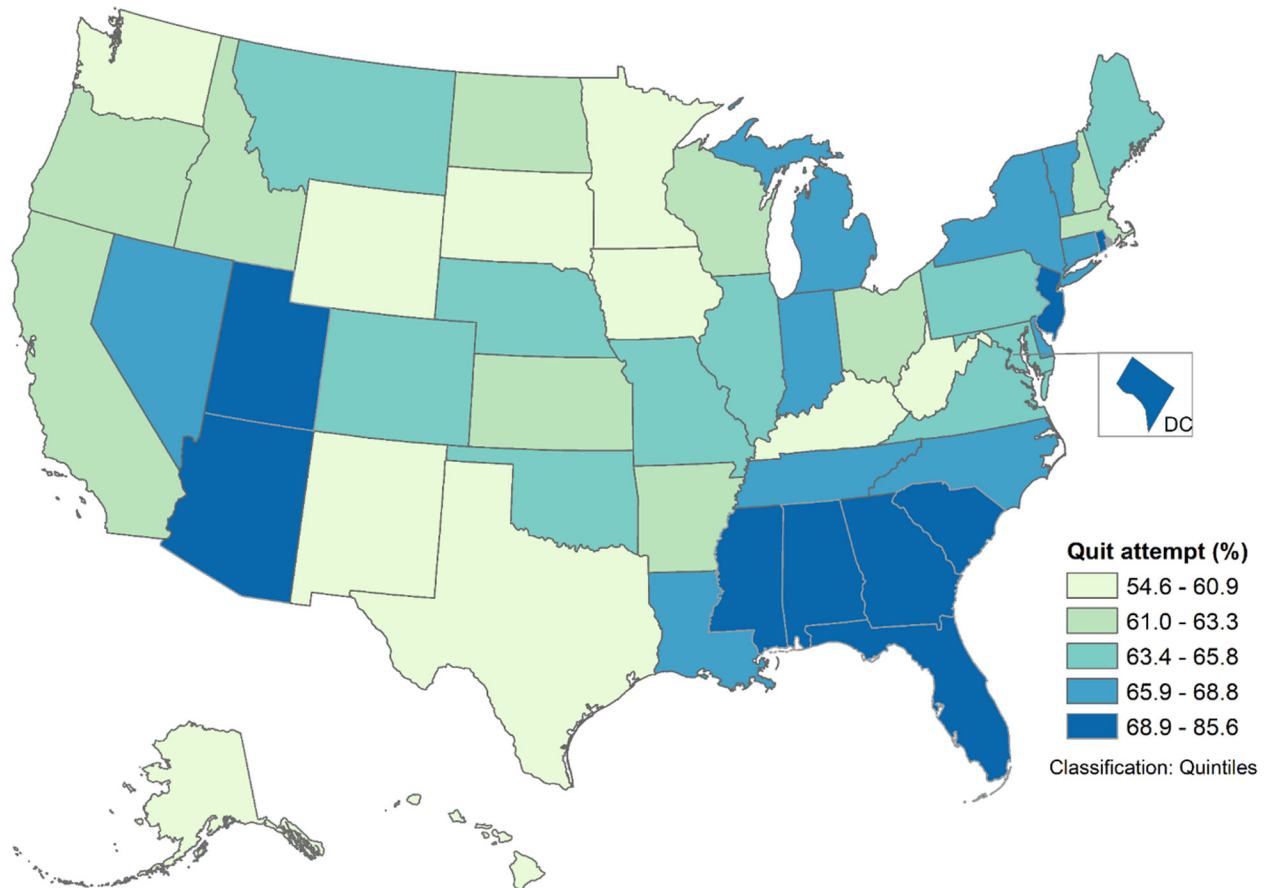 DC
Quit attempt (%)
54.6 - 60.9
61.0 - 63.3
63.4 - 65.8
65.9 - 68.8
68.9 - 85.6
Classification: Quintiles